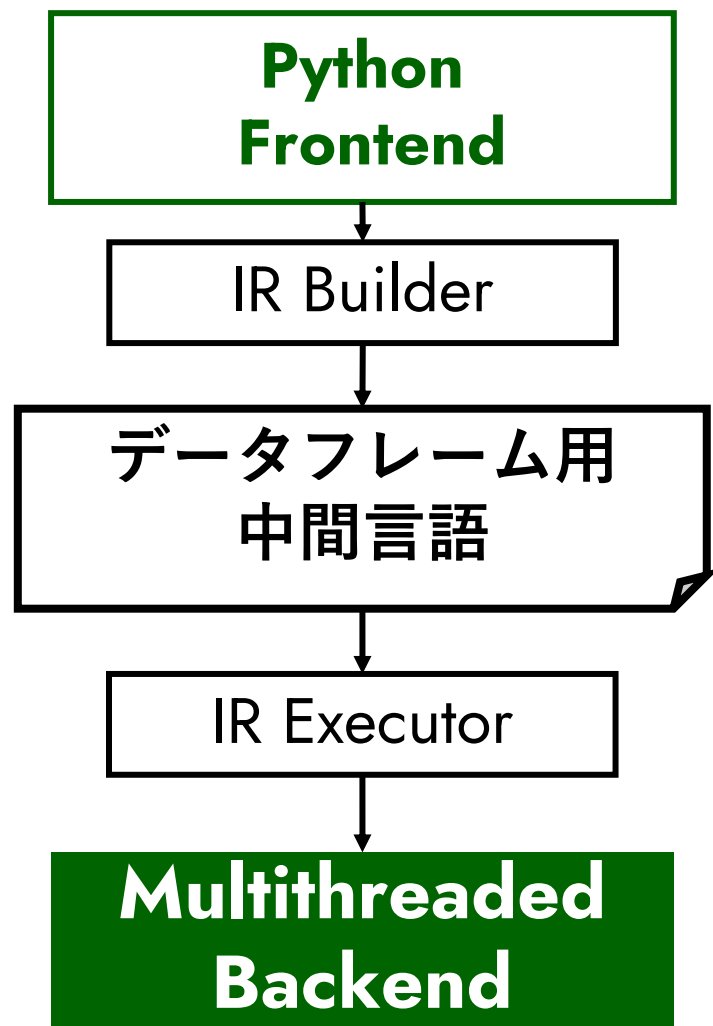 Python
Frontend
IR Builder
データフレーム用
中間言語
IR Executor
Multithreaded
Backend